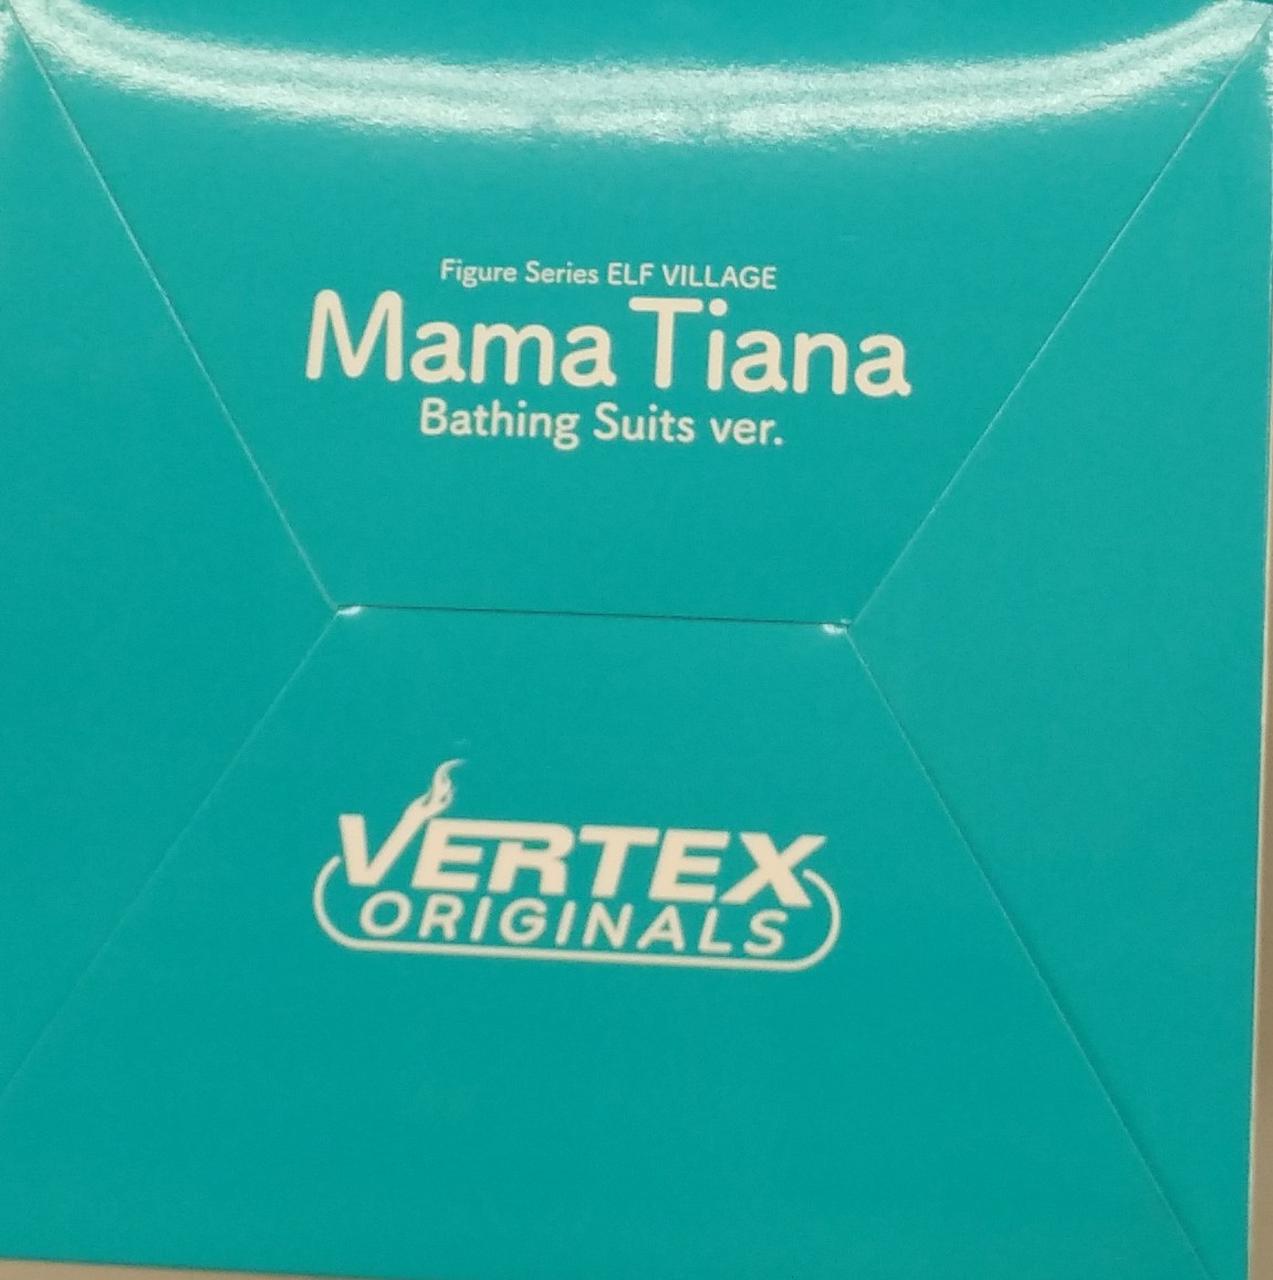 Figure Series ELF VILLAGE
Mama Tiana
Bathing Suits ver.
VERTEX
ORIGINALS